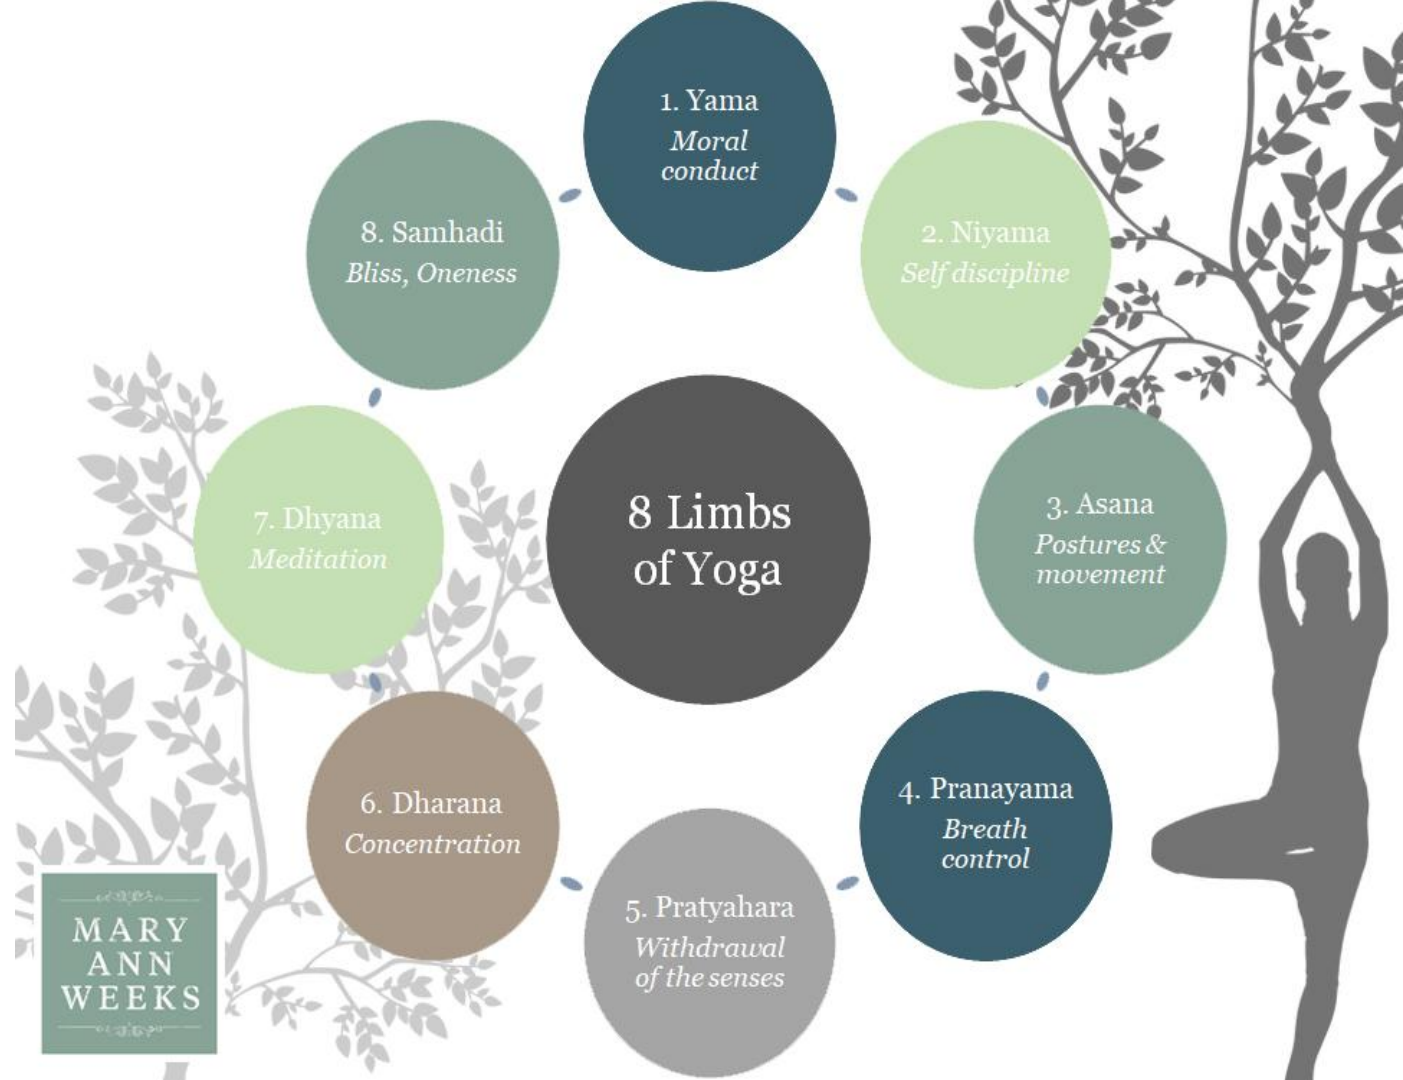 1. Yama
Moral
conduct
2. Niyama
Self discipline
3. Asana
Postures &
movement
4. Pranayama
Breath
control
5. Pratyahara
Withdrawal
of the senses
6. Dharana
Concentration
7. Dhyana
Meditation
8. Samhadi
Bliss, Oneness
8 Limbs
of Yoga
MARY
ANN
WEEKS